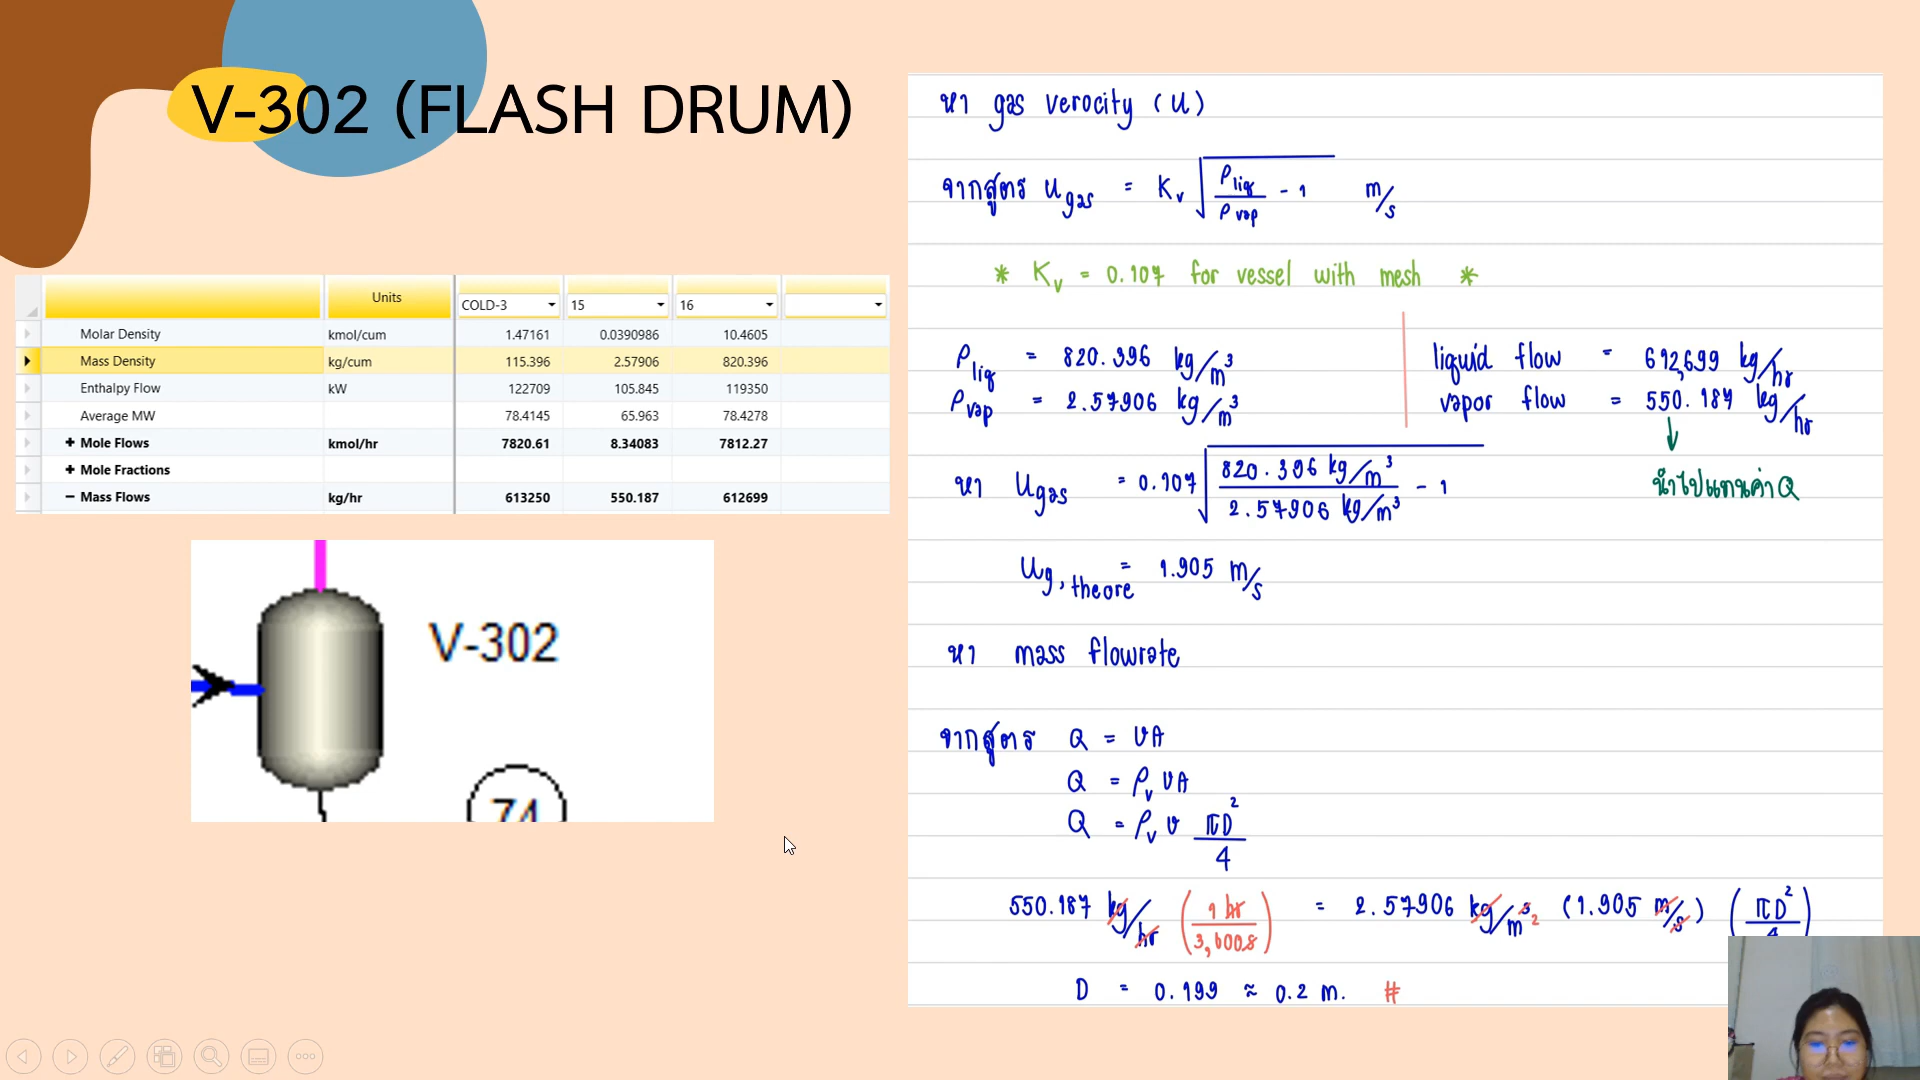 V-302 (FLASH DRUM)
Units COLD-3 15 16
Molar Density kmol/cum 1.47161 0.0390986 10.4605
Mass Density kg/cum 115.396 2.57906 820.396
Enthalpy Flow kW 122709 105.845 119350
Average MW 78.4145 65.963 78.4278
+ Mole Flows kmol/hr 7820.61 8.34083 7812.27
+ Mole Fractions
− Mass Flows kg/hr 613250 550.187 612699
V-302
74
หา gas verocity (u)
จากสูตร Ugas = Kv √(ρliq / ρvap - 1) m/s
* Kv = 0.107 for vessel with mesh *
ρliq = 820.396 kg/m³
ρvap = 2.57906 kg/m³
liquid flow = 612,699 kg/hr
vapor flow = 550.187 kg/hr
↓
นำไปแทนค่า Q
หา Ugas = 0.107 √(820.396 kg/m³ / 2.57906 kg/m³ - 1)
Ug, theore = 1.905 m/s
หา mass flowrate
จากสูตร Q = VA
Q = ρv VA
Q = ρv V πD²/4
550.187 kg/hr (1 hr / 3,600s) = 2.57906 kg/m³ ² (1.905 m/s) (πD²/4)
D = 0.199 ≈ 0.2 m. #